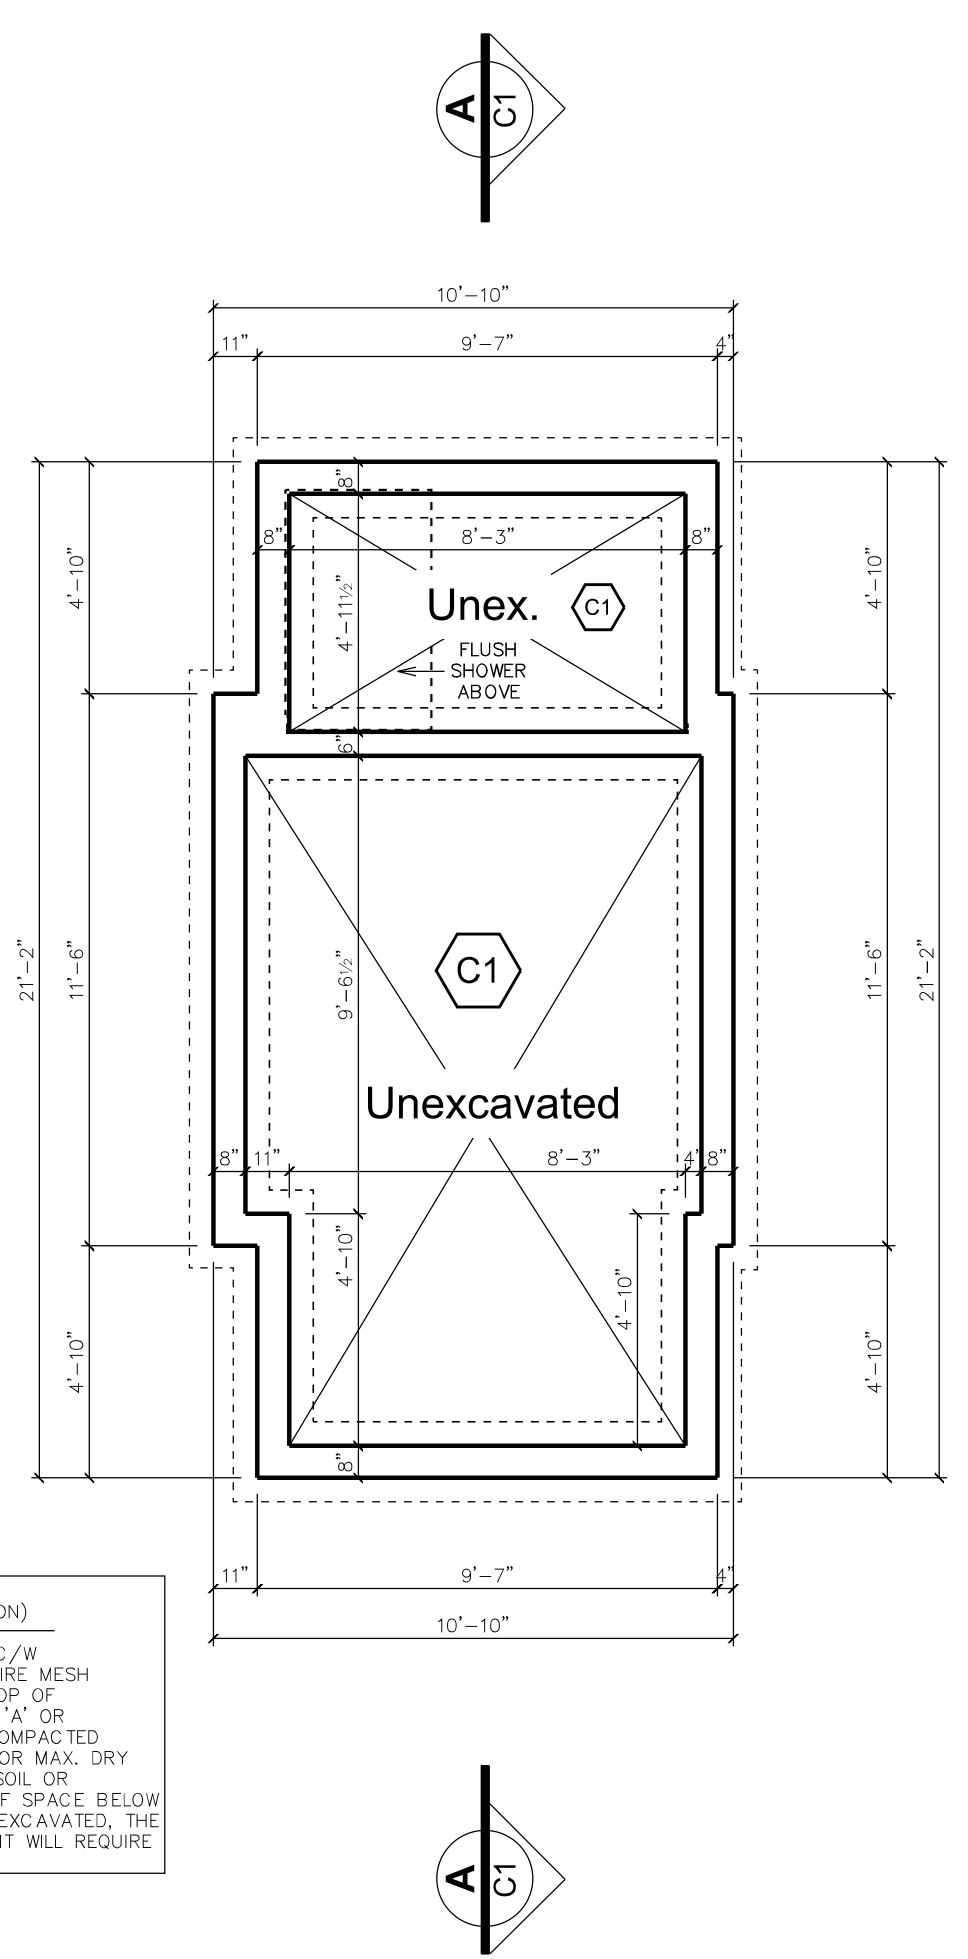 A
C1
10'-10"
11"
9'-7"
4"
8"
8"
8'-3"
8"
4'-10"
4'-11½"
4'-10"
Unex.
C1
FLUSH
SHOWER
ABOVE
6"
21'-2"
11'-6"
9'-6½"
C1
11'-6"
21'-2"
Unexcavated
8"
11"
8'-3"
4"
8"
4'-10"
4'-10"
4'-10"
4'-10"
8"
11"
9'-7"
4"
10'-10"
ON)
C/W
IRE MESH
OP OF
'A' OR
OMPACTED
OR MAX. DRY
SOIL OR
F SPACE BELOW
EXCAVATED, THE
IT WILL REQUIRE
A
C1